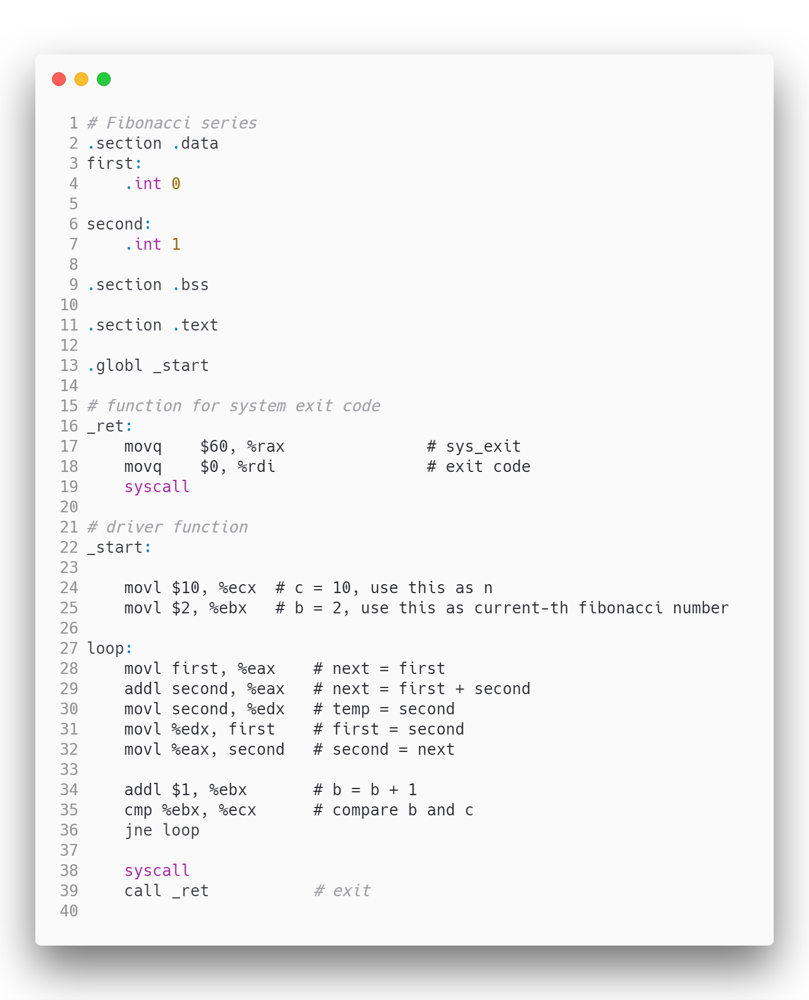 1 # Fibonacci series
2 .section .data
3 first:
4     .int 0
5
6 second:
7     .int 1
8
9 .section .bss
10
11 .section .text
12
13 .globl _start
14
15 # function for system exit code
16 _ret:
17     movq    $60, %rax               # sys_exit
18     movq    $0, %rdi                # exit code
19     syscall
20
21 # driver function
22 _start:
23
24     movl $10, %ecx  # c = 10, use this as n
25     movl $2, %ebx   # b = 2, use this as current-th fibonacci number
26
27 loop:
28     movl first, %eax    # next = first
29     addl second, %eax   # next = first + second
30     movl second, %edx   # temp = second
31     movl %edx, first    # first = second
32     movl %eax, second   # second = next
33
34     addl $1, %ebx       # b = b + 1
35     cmp %ebx, %ecx      # compare b and c
36     jne loop
37
38     syscall
39     call _ret           # exit
40